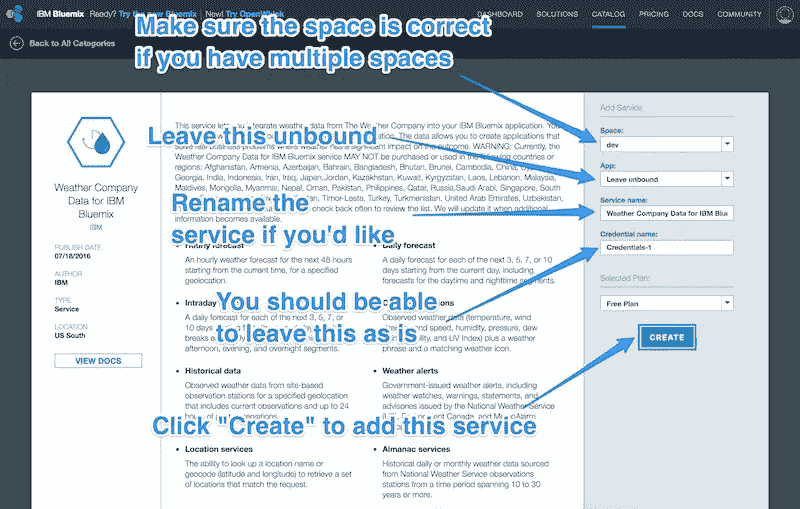 IBM Bluemix Ready? Try the new Bluemix New! Try OpenWhisk DASHBOARD SOLUTIONS CATALOG PRICING DOCS COMMUNITY
Back to All Categories
Make sure the space is correct
if you have multiple spaces
Leave this unbound
Rename the
service if you'd like
You should be able
to leave this as is
Click "Create" to add this service
Weather Company
Data for IBM
Bluemix
IBM
PUBLISH DATE
07/18/2016
AUTHOR
IBM
TYPE
Service
LOCATION
US South
VIEW DOCS
This service lets you integrate weather data from The Weather Company into your IBM Bluemix application. You
The data allows you to create applications that
impact on the outcome. WARNING: Currently, the
Weather Company Data for IBM Bluemix service MAY NOT be purchased or used in the following countries or
regions: Afghanistan, Armenia, Azerbaijan, Bahrain, Bangladesh, Bhutan, Brunei, Cambodia, China,
Georgia, India, Indonesia, Iran, Iraq, Japan, Jordan, Kazakhstan, Kuwait, Kyrgyzstan, Laos, Lebanon, Malaysia,
Maldives, Mongolia, Myanmar, Nepal, Oman, Pakistan, Philippines, Qatar, Russia, Saudi Arabia, Singapore, South
Timor-Leste, Turkey, Turkmenistan, United Arab Emirates, Uzbekistan,
check back often to review the list. We will update it when additional
information becomes available.
Hourly forecast
An hourly weather forecast for the next 48 hours
starting from the current time, for a specified
geolocation.
Intraday
A daily forecast for each of the next 3, 5, 7, or
10 days
breaks
afternoon, evening, and overnight segments.
Historical data
Observed weather data from site-based
observation stations for a specified geolocation
that includes current observations and up to 24
hours of
Location services
The ability to look up a location name or
geocode (latitude and longitude) to retrieve a set
of locations that match the request.
Daily forecast
A daily forecast for each of the next 3, 5, 7, or 10
days starting from the current day, including
forecasts for the daytime and nighttime segments.
Observed weather data (temperature, wind
direction and speed, humidity, pressure, dew
and UV Index) plus a weather
phrase and a matching weather icon.
Weather alerts
Government-issued weather alerts, including
weather watches, warnings, statements, and
advisories issued by the National Weather Service
Almanac services
Historical daily or monthly weather data sourced
from National Weather Service observations
stations from a time period spanning 10 to 30
years or more.
Add Service
Space:
dev
App:
Leave unbound
Service name:
Weather Company Data for IBM Blu
Credential name:
Credentials-1
Selected Plan:
Free Plan
CREATE